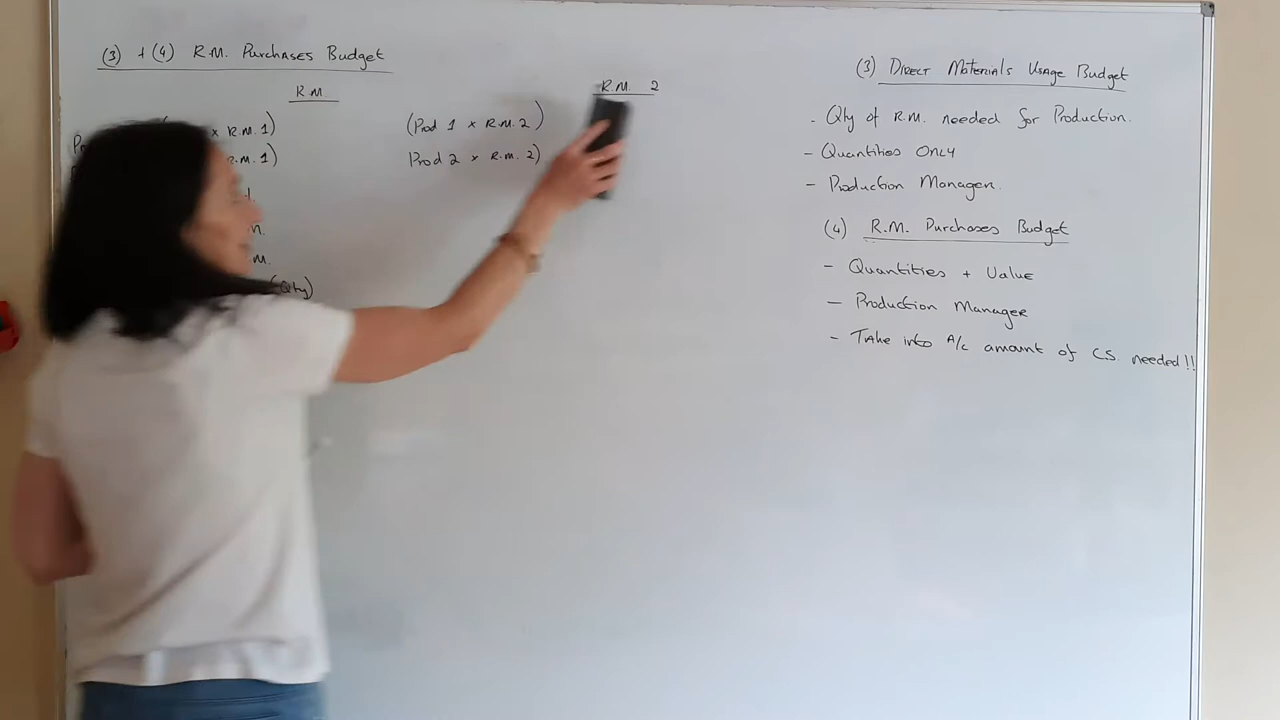 (3) + (4) R.M. Purchases Budget
R.M.
R.M. 2
x R.M. 1)
(Prod 1 x R.M. 2)
R.M. 1)
Prod 2 x R.M. 2)
(Qty)
(3) Direct Materials Usage Budget
- Qty of R.M. needed for Production.
- Quantities Only
- Production Manager.
(4) R.M. Purchases Budget
- Quantities + Value
- Production Manager
- Take into A/c amount of C.S. needed!!